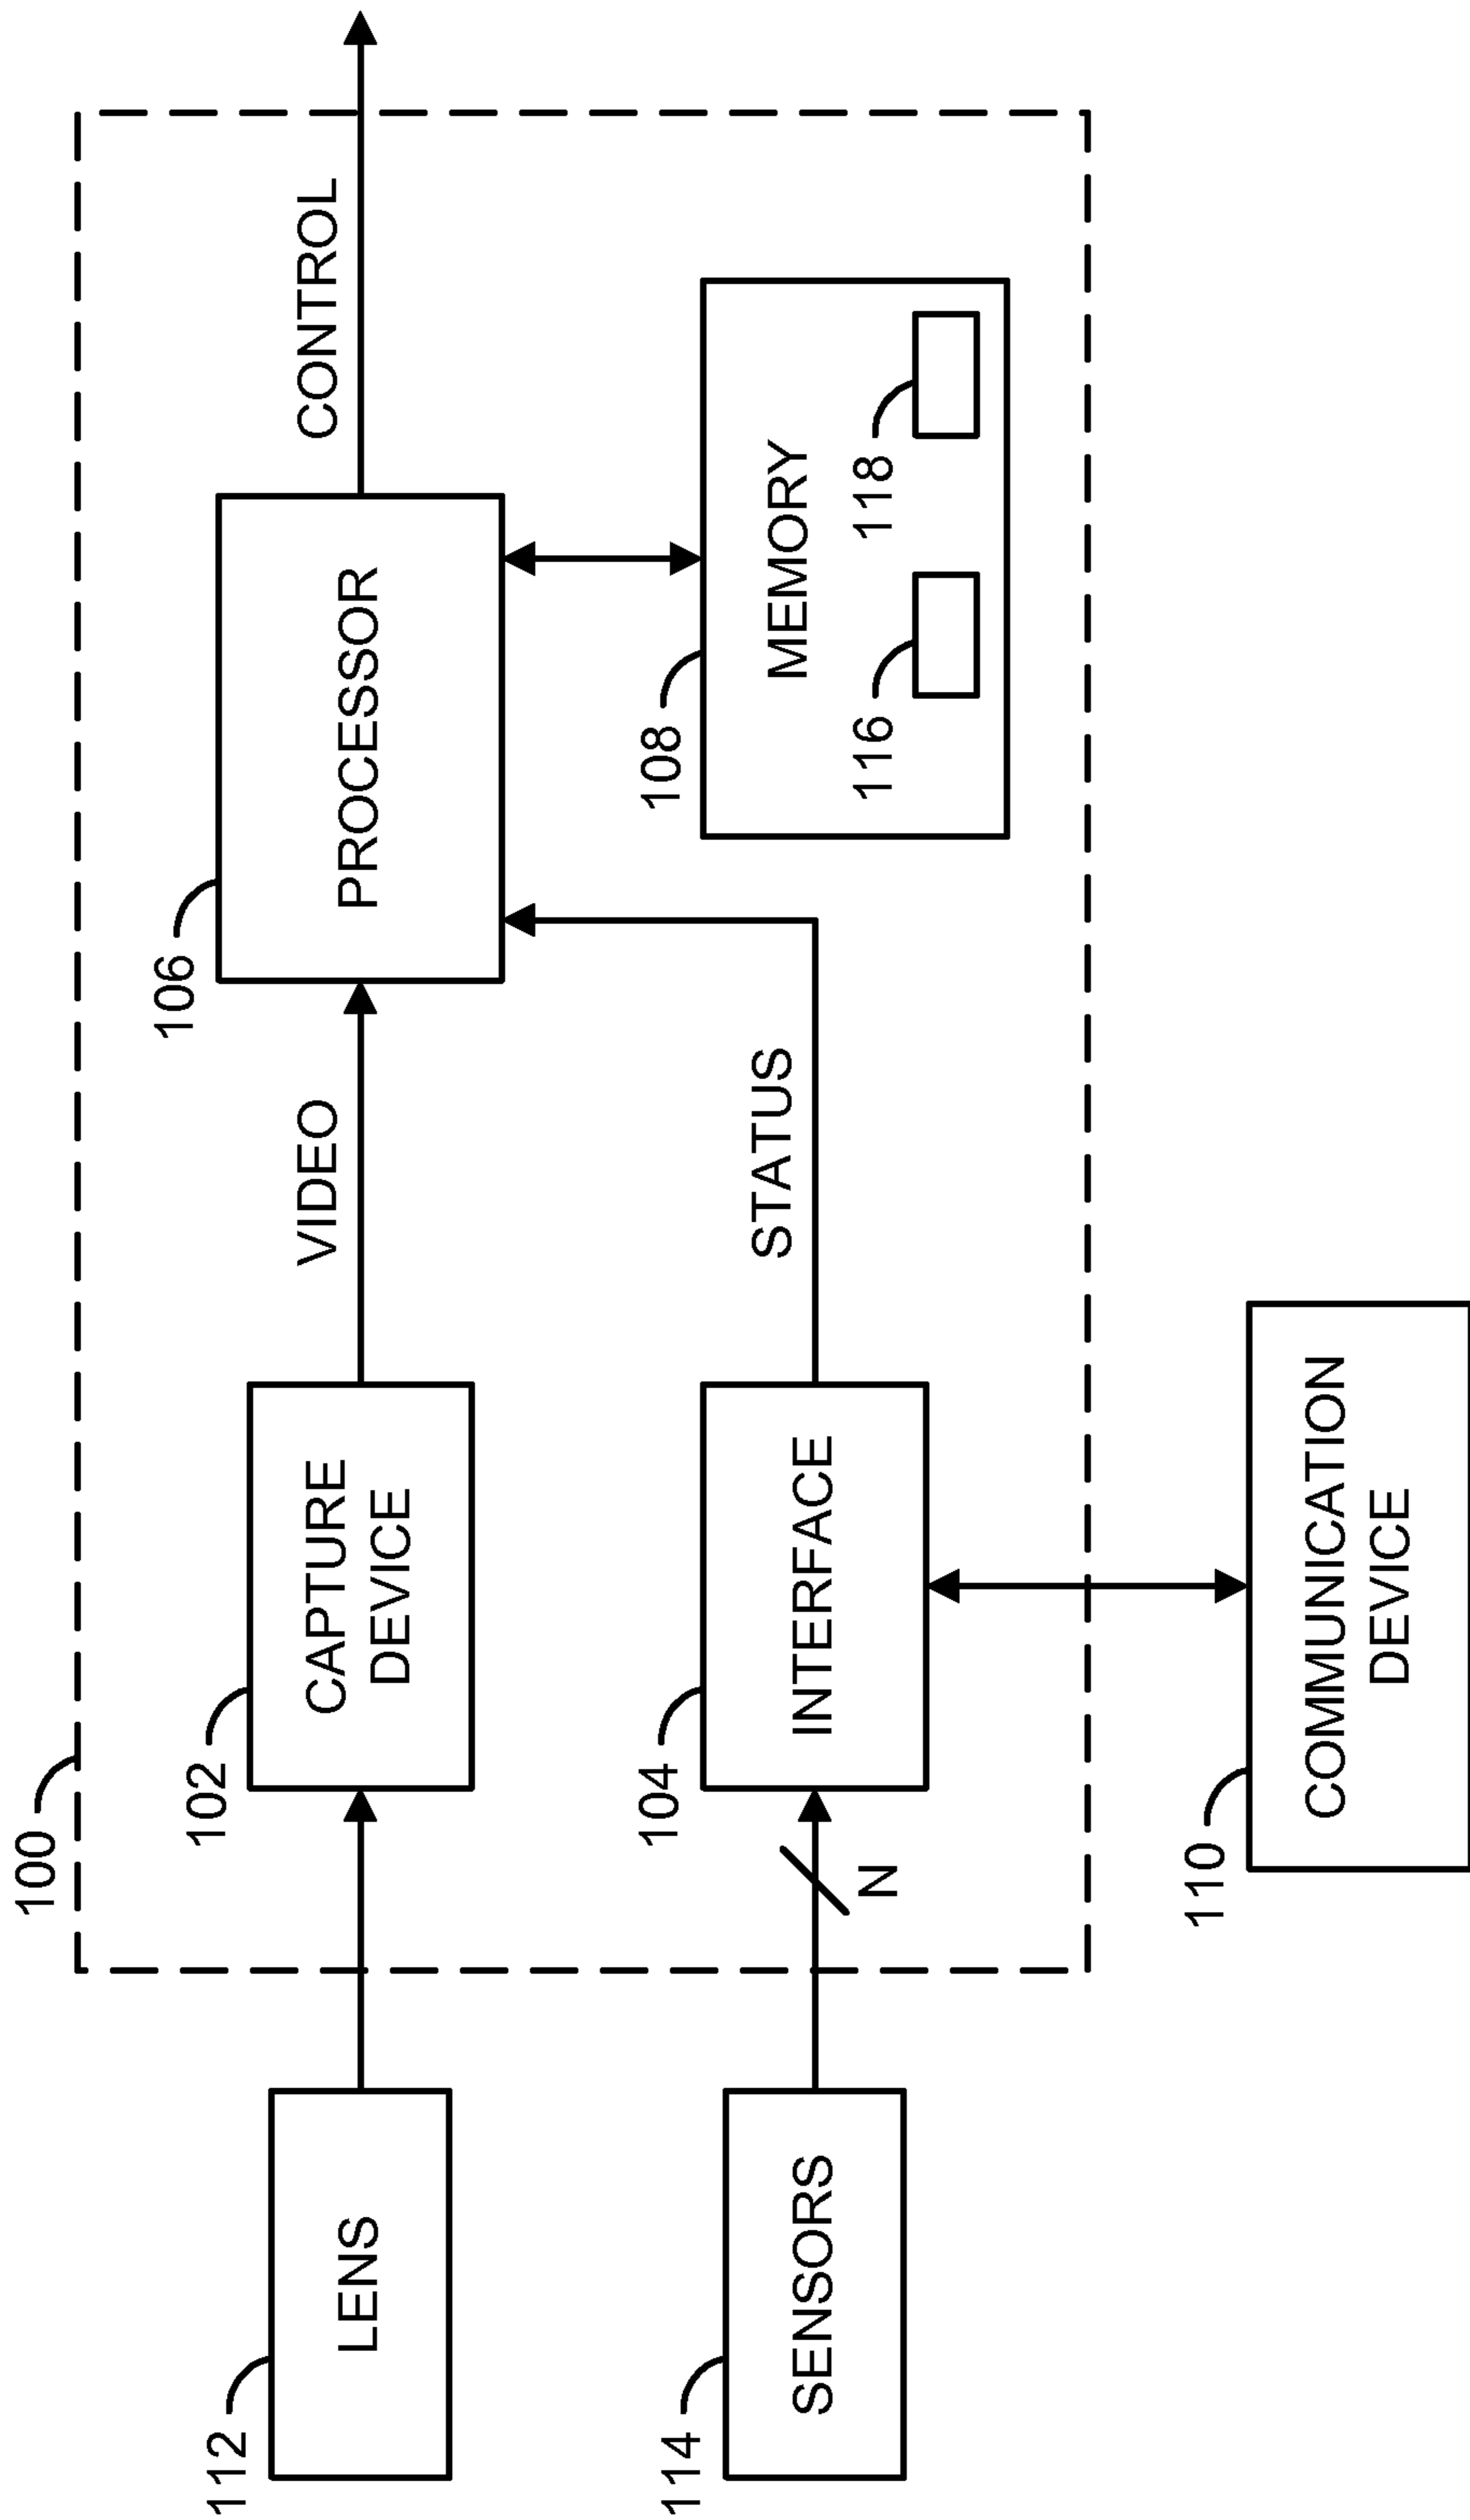 100
106
CONTROL
112
102
VIDEO
LENS
CAPTURE
DEVICE
PROCESSOR
114
104
STATUS
108
SENSORS
N
INTERFACE
MEMORY
116
118
110
COMMUNICATION
DEVICE